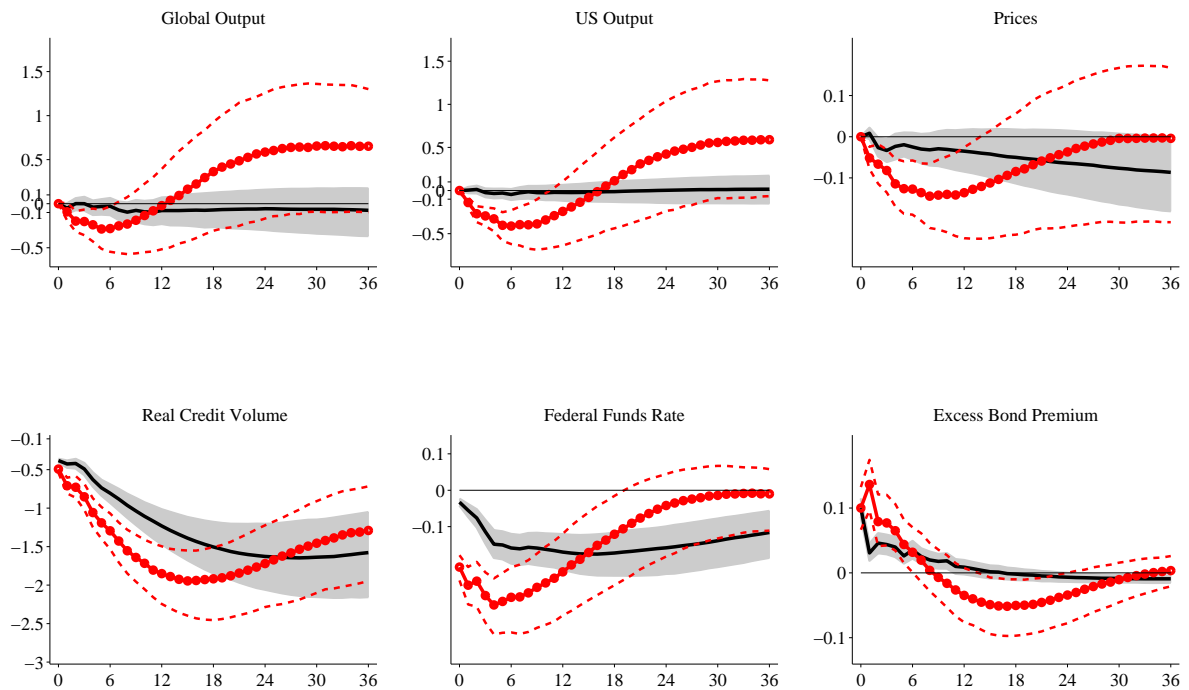 Global Output
1.5
1
0.5
0.1
0
−0.1
−0.5
0 6 12 18 24 30 36
US Output
1.5
1
0.5
0.1
0
−0.1
−0.5
0 6 12 18 24 30 36
Prices
0.1
0
−0.1
0 6 12 18 24 30 36
Real Credit Volume
−0.1
−0.5
−1
−1.5
−2
−2.5
−3
0 6 12 18 24 30 36
Federal Funds Rate
0.1
0
−0.1
0 6 12 18 24 30 36
Excess Bond Premium
0.1
0
−0.1
0 6 12 18 24 30 36